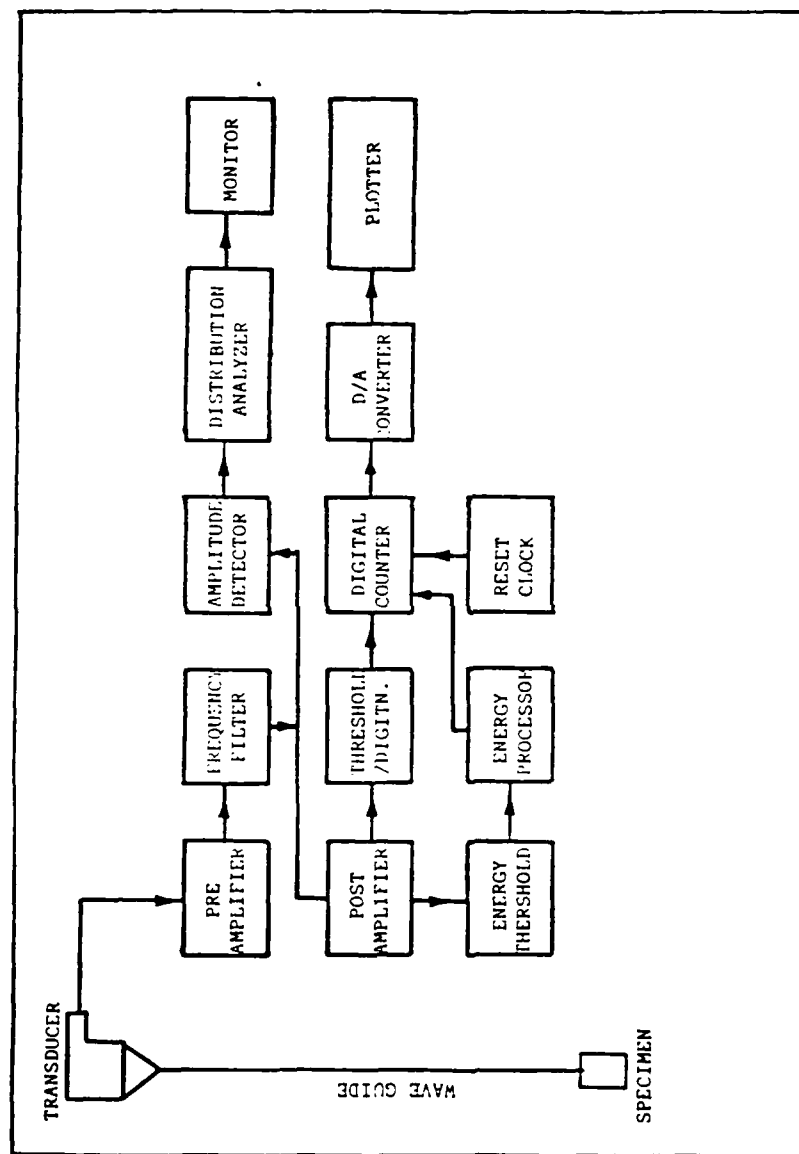 TRANSDUCER
WAVE GUIDE
SPECIMEN
PRE
AMPLIFIER
FREQUENCY
FILTER
AMPLITUDE
DETECTOR
DISTRIBUTION
ANALYZER
MONITOR
POST
AMPLIFIER
THRESHOLD
/DIGITN.
DIGITAL
COUNTER
D/A
CONVERTER
PLOTTER
ENERGY
THERSHOLD
ENERGY
PROCESSOR
RESET
CLOCK